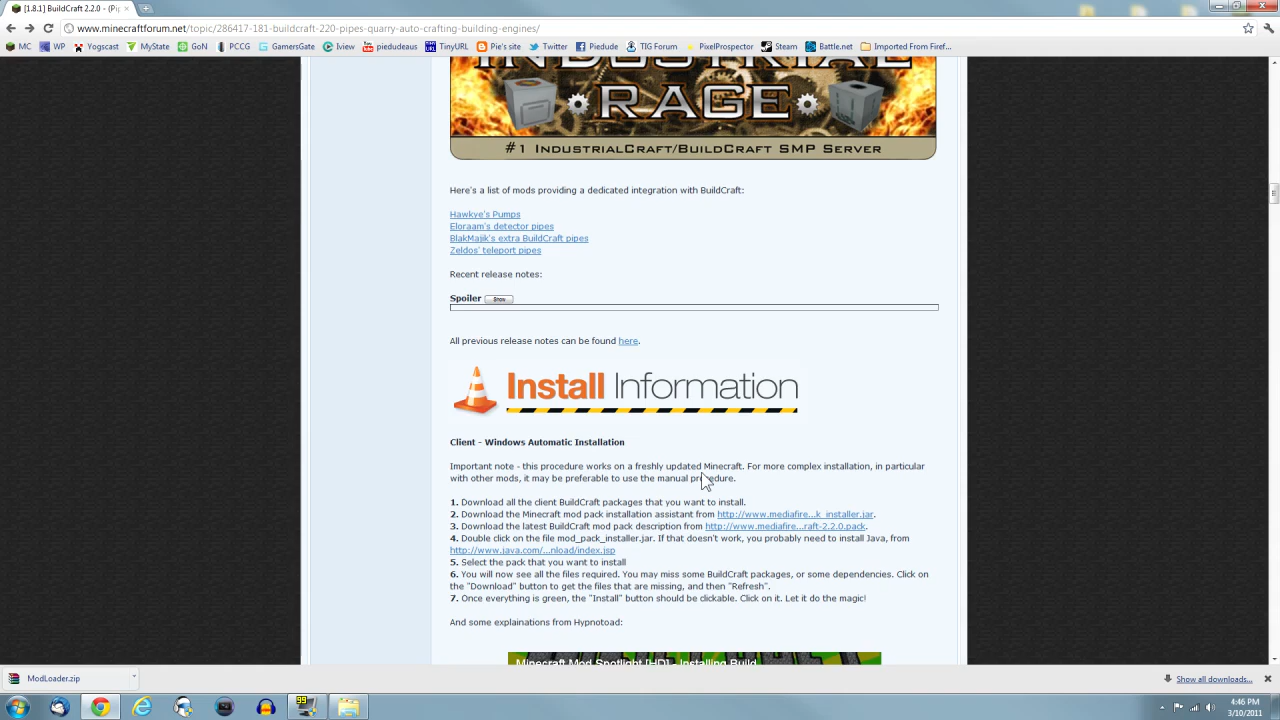 [1.8.1] BuildCraft 2.2.0 - (Pip
www.minecraftforum.net/topic/286417-181-buildcraft-220-pipes-quarry-auto-crafting-building-engines/
MC WP Yogscast MyState GoN PCCG GamersGate Iview piedudeaus TinyURL Pie's site Twitter Piedude TIG Forum PixelProspector Steam Battle.net Imported From Firef...
INDUSTRIAL
RAGE
#1 INDUSTRIALCRAFT/BUILDCRAFT SMP SERVER
Here's a list of mods providing a dedicated integration with BuildCraft:
Hawkye's Pumps
Eloraam's detector pipes
BlakMajik's extra BuildCraft pipes
Zeldos' teleport pipes
Recent release notes:
Spoiler Show
All previous release notes can be found here.
Install Information
Client - Windows Automatic Installation
Important note - this procedure works on a freshly updated Minecraft. For more complex installation, in particular
with other mods, it may be preferable to use the manual procedure.
1. Download all the client BuildCraft packages that you want to install.
2. Download the Minecraft mod pack installation assistant from http://www.mediafire...k_installer.jar.
3. Download the latest BuildCraft mod pack description from http://www.mediafire...raft-2.2.0.pack.
4. Double click on the file mod_pack_installer.jar. If that doesn't work, you probably need to install Java, from
http://www.java.com/...nload/index.jsp
5. Select the pack that you want to install
6. You will now see all the files required. You may miss some BuildCraft packages, or some dependencies. Click on
the "Download" button to get the files that are missing, and then "Refresh".
7. Once everything is green, the "Install" button should be clickable. Click on it. Let it do the magic!
And some explainations from Hypnotoad:
Minecraft Mod Spotlight [HD] - Installing Build
ModLoader.zip
Show all downloads...
99
4:46 PM
3/10/2011